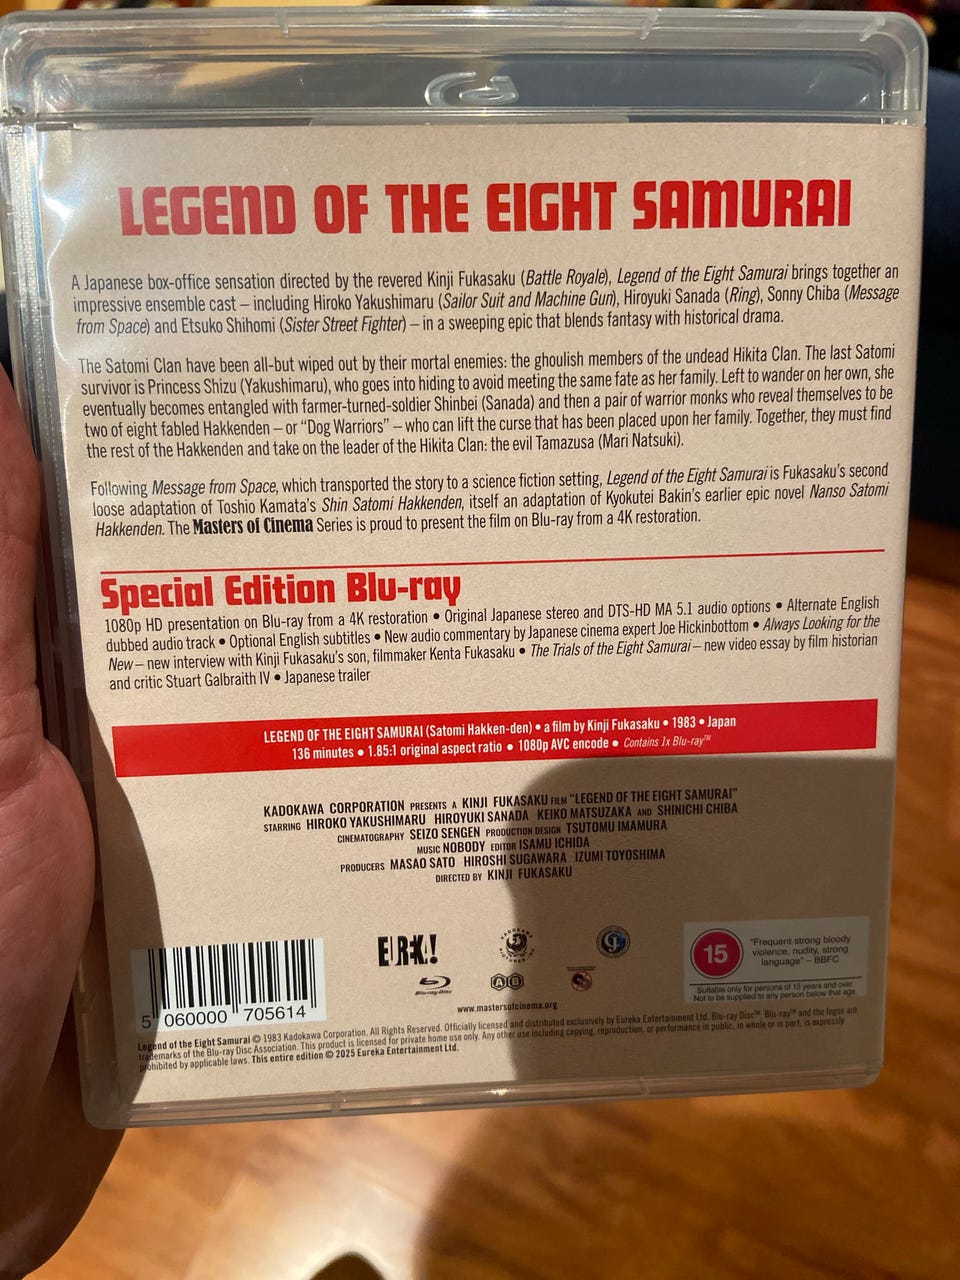 LEGEND OF THE EIGHT SAMURAI
A Japanese box-office sensation directed by the revered Kinji Fukasaku (Battle Royale), Legend of the Eight Samurai brings together an
impressive ensemble cast – including Hiroko Yakushimaru (Sailor Suit and Machine Gun), Hiroyuki Sanada (Ring), Sonny Chiba (Message
from Space) and Etsuko Shihomi (Sister Street Fighter) – in a sweeping epic that blends fantasy with historical drama.
The Satomi Clan have been all-but wiped out by their mortal enemies: the ghoulish members of the undead Hikita Clan. The last Satomi
survivor is Princess Shizu (Yakushimaru), who goes into hiding to avoid meeting the same fate as her family. Left to wander on her own, she
eventually becomes entangled with farmer-turned-soldier Shinbei (Sanada) and then a pair of warrior monks who reveal themselves to be
two of eight fabled Hakkenden – or “Dog Warriors” – who can lift the curse that has been placed upon her family. Together, they must find
the rest of the Hakkenden and take on the leader of the Hikita Clan: the evil Tamazusa (Mari Natsuki).
Following Message from Space, which transported the story to a science fiction setting, Legend of the Eight Samurai is Fukasaku's second
loose adaptation of Toshio Kamata's Shin Satomi Hakkenden, itself an adaptation of Kyokutei Bakin's earlier epic novel Nanso Satomi
Hakkenden. The Masters of Cinema Series is proud to present the film on Blu-ray from a 4K restoration.
Special Edition Blu-ray
1080p HD presentation on Blu-ray from a 4K restoration • Original Japanese stereo and DTS-HD MA 5.1 audio options • Alternate English
dubbed audio track • Optional English subtitles • New audio commentary by Japanese cinema expert Joe Hickinbottom • Always Looking for the
New – new interview with Kinji Fukasaku's son, filmmaker Kenta Fukasaku • The Trials of the Eight Samurai – new video essay by film historian
and critic Stuart Galbraith IV • Japanese trailer
LEGEND OF THE EIGHT SAMURAI (Satomi Hakken-den) • a film by Kinji Fukasaku • 1983 • Japan
136 minutes • 1.85:1 original aspect ratio • 1080p AVC encode • Contains 1x Blu-ray™
KADOKAWA CORPORATION PRESENTS A KINJI FUKASAKU FILM "LEGEND OF THE EIGHT SAMURAI"
STARRING HIROKO YAKUSHIMARU HIROYUKI SANADA KEIKO MATSUZAKA AND SHINICHI CHIBA
CINEMATOGRAPHY SEIZO SENGEN PRODUCTION DESIGN TSUTOMU IMAMURA
MUSIC NOBODY EDITOR ISAMU ICHIDA
PRODUCERS MASAO SATO HIROSHI SUGAWARA IZUMI TOYOSHIMA
DIRECTED BY KINJI FUKASAKU
EUREKA!
Blu-ray Disc
A B
www.mastersofcinema.org
15
"Frequent strong bloody
violence, nudity, strong
language" – BBFC
Suitable only for persons of 15 years and over.
Not to be supplied to any person below that age.
5 060000 705614
Legend of the Eight Samurai © 1983 Kadokawa Corporation. All Rights Reserved. Officially licensed and distributed exclusively by Eureka Entertainment Ltd. Blu-ray Disc™, Blu-ray™ and the logos are
trademarks of the Blu-ray Disc Association. This product is licensed for private home use only. Any other use including copying, reproduction, or performance in public, in whole or in part, is expressly
prohibited by applicable laws. This entire edition © 2025 Eureka Entertainment Ltd.